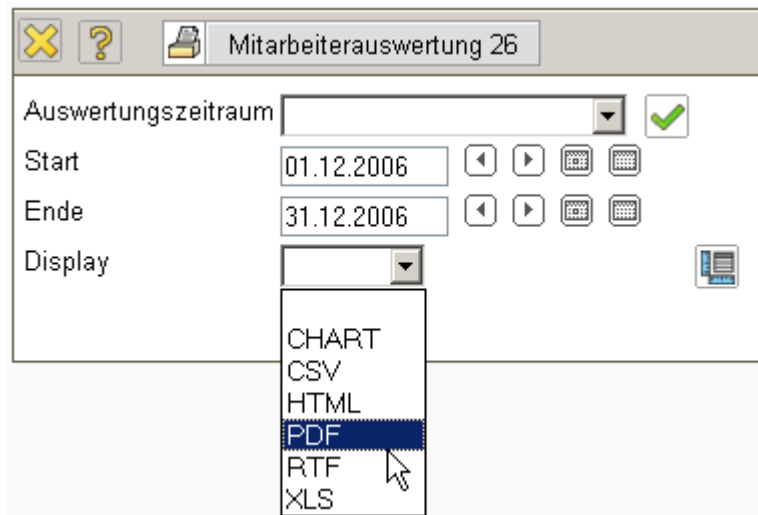 Mitarbeiterauswertung 26
Auswertungszeitraum
Start 01.12.2006
Ende 31.12.2006
Display
CHART
CSV
HTML
PDF
RTF
XLS